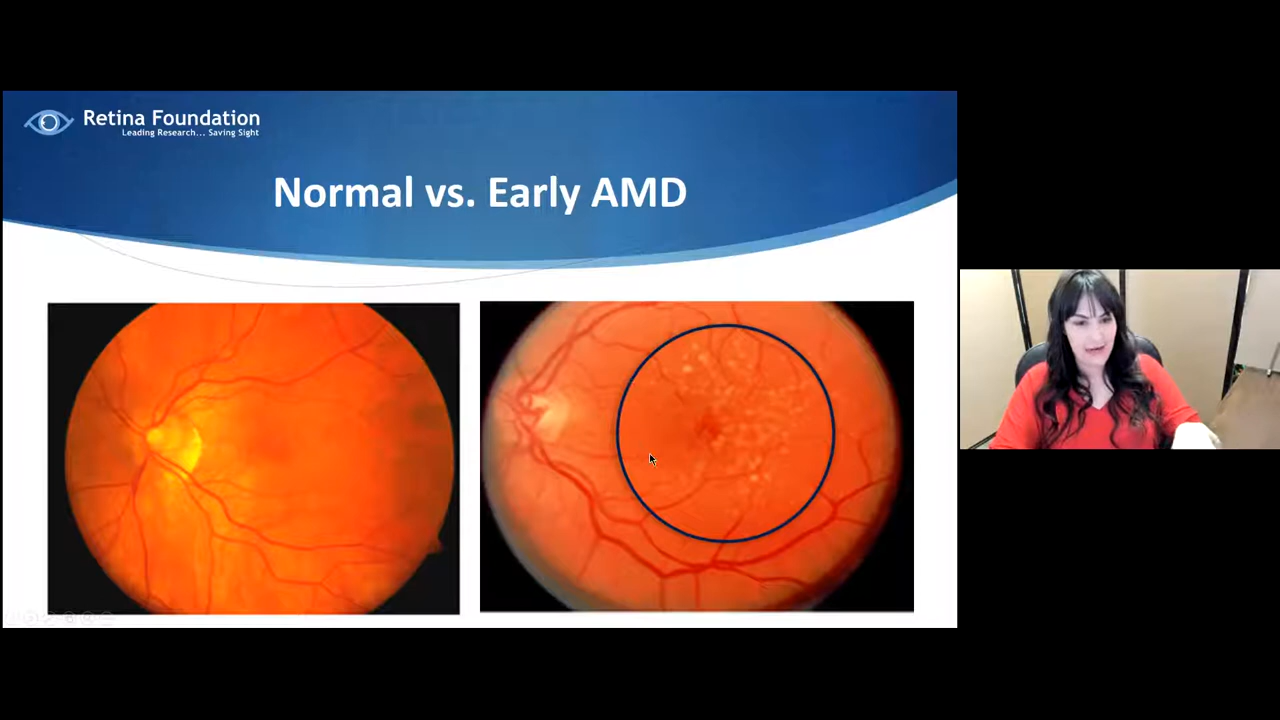 Retina Foundation
Leading Research... Saving Sight
Normal vs. Early AMD